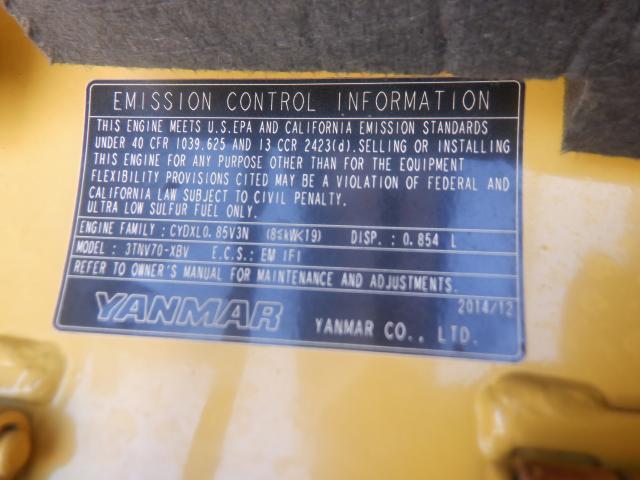 EMISSION CONTROL INFORMATION
THIS ENGINE MEETS U.S.EPA AND CALIFORNIA EMISSION STANDARDS
UNDER 40 CFR 1039.625 AND 13 CCR 2423(d).SELLING OR INSTALLING
THIS ENGINE FOR ANY PURPOSE OTHER THAN FOR THE EQUIPMENT
FLEXIBILITY PROVISIONS CITED MAY BE A VIOLATION OF FEDERAL AND
CALIFORNIA LAW SUBJECT TO CIVIL PENALTY.
ULTRA LOW SULFUR FUEL ONLY.
ENGINE FAMILY : CYDXL0.85V3N (8≤kW<19) DISP : 0.854 L
MODEL : 3TNV70-XBV E.C.S.: EM IFI
REFER TO OWNER'S MANUAL FOR MAINTENANCE AND ADJUSTMENTS.
2014/12
YANMAR YANMAR CO., LTD.